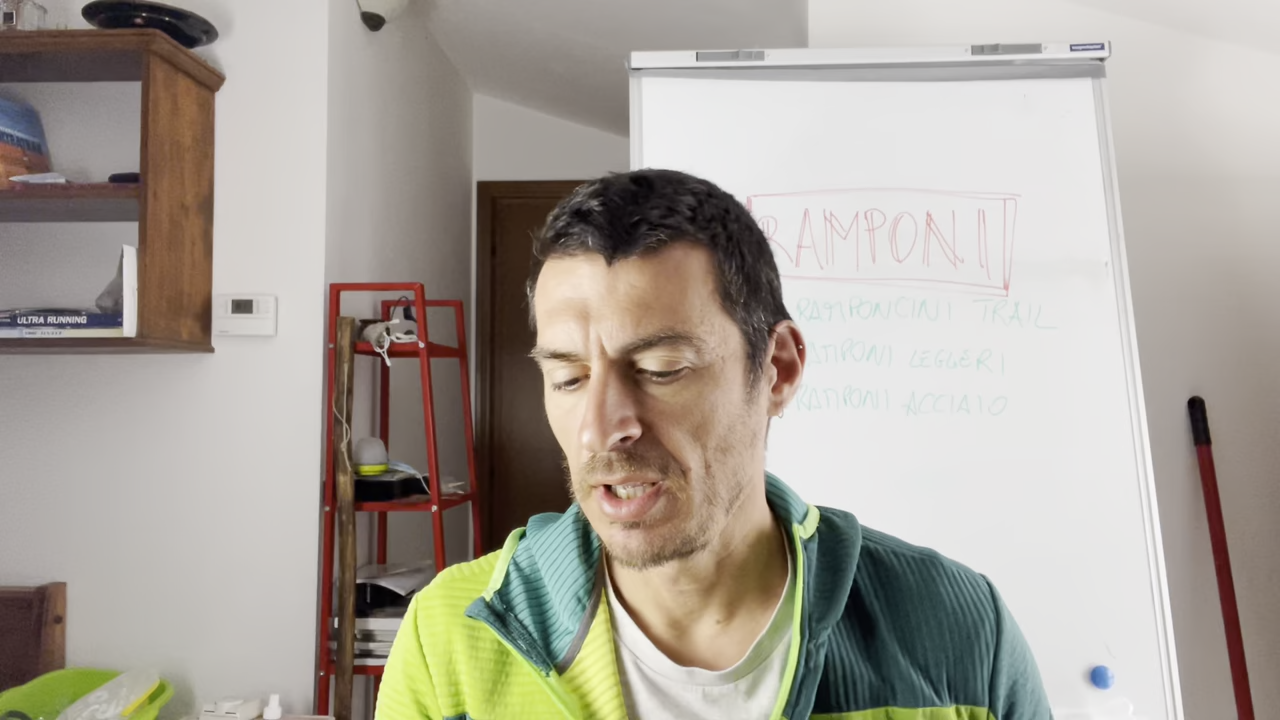 RAMPONI
RAMPONCINI TRAIL
RAMPONI LEGGERI
RAMPONI ACCIAIO
ULTRA RUNNING